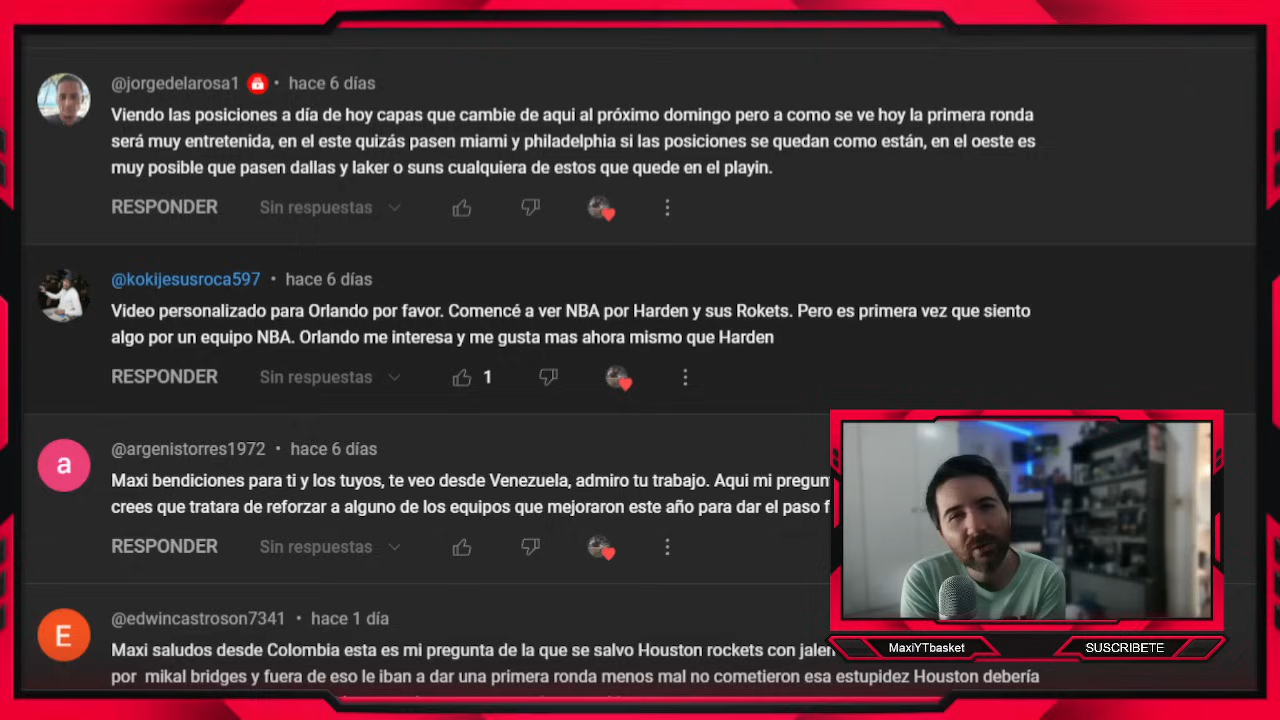 @jorgedelarosa1 • hace 6 días
Viendo las posiciones a día de hoy capas que cambie de aqui al próximo domingo pero a como se ve hoy la primera ronda
será muy entretenida, en el este quizás pasen miami y philadelphia si las posiciones se quedan como están, en el oeste es
muy posible que pasen dallas y laker o suns cualquiera de estos que quede en el playin.
RESPONDER Sin respuestas
@kokijesusroca597 • hace 6 días
Video personalizado para Orlando por favor. Comencé a ver NBA por Harden y sus Rokets. Pero es primera vez que siento
algo por un equipo NBA. Orlando me interesa y me gusta mas ahora mismo que Harden
RESPONDER Sin respuestas 1
a
@argenistorres1972 • hace 6 días
Maxi bendiciones para ti y los tuyos, te veo desde Venezuela, admiro tu trabajo. Aqui mi pregun
crees que tratara de reforzar a alguno de los equipos que mejoraron este año para dar el paso f
RESPONDER Sin respuestas
E
@edwincastroson7341 • hace 1 día
Maxi saludos desde Colombia esta es mi pregunta de la que se salvo Houston rockets con jalen
por mikal bridges y fuera de eso le iban a dar una primera ronda menos mal no cometieron esa estupidez Houston debería
MaxiYTbasket
SUSCRIBETE